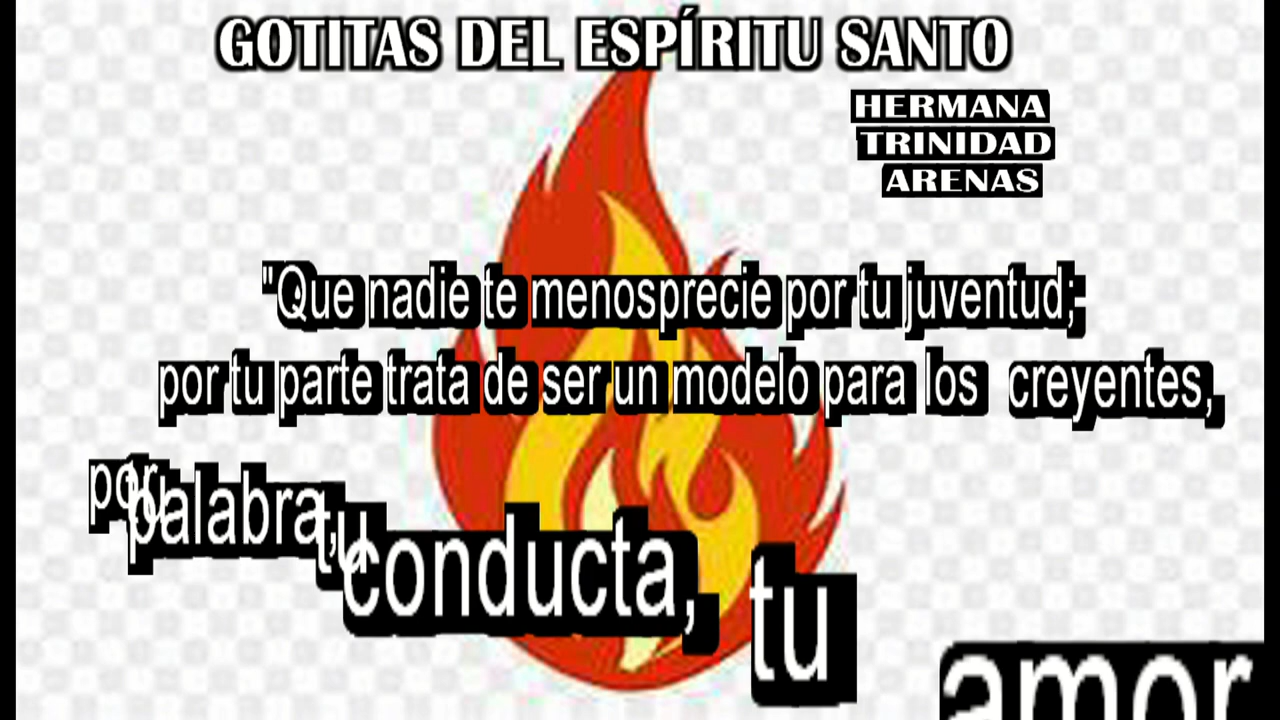 GOTITAS DEL ESPÍRITU SANTO
HERMANA
TRINIDAD
ARENAS
"Que nadie te menosprecie por tu juventud;
por tu parte trata de ser un modelo para los creyentes,
por palabra, tu conducta, tu amor